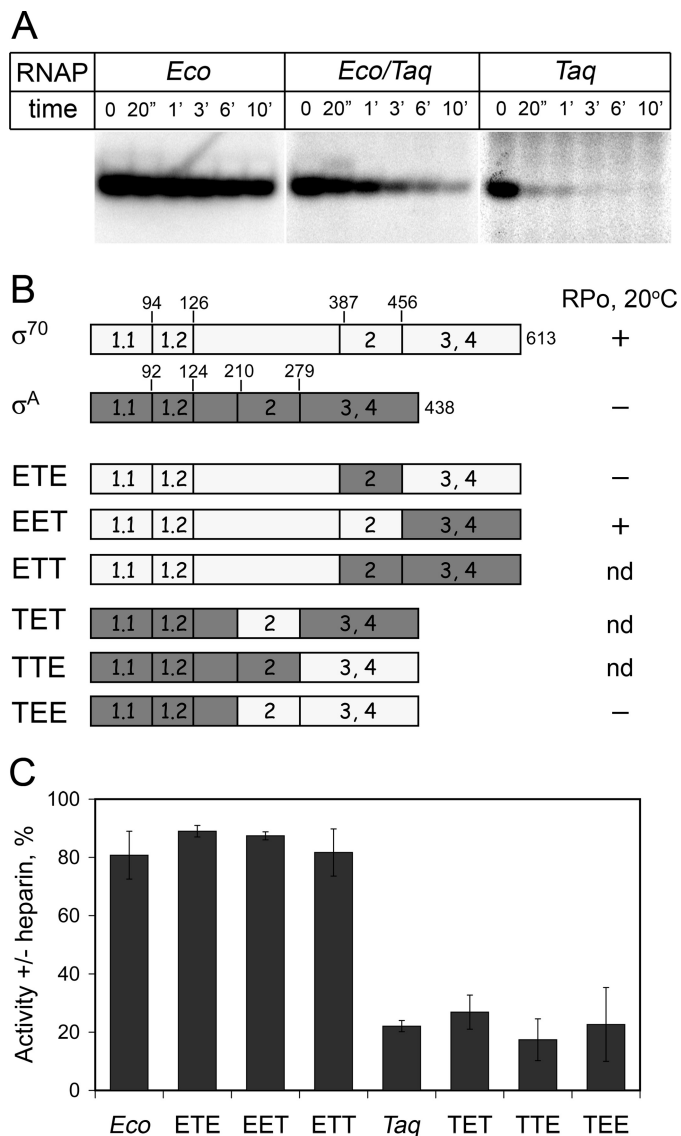 A
RNAP Eco Eco/Taq Taq
time 0 20" 1' 3' 6' 10' 0 20" 1' 3' 6' 10' 0 20" 1' 3' 6' 10'
B
RPo, 20°C
94 126 387 456
σ70 1.1 1.2 2 3, 4 613 +
92 124 210 279
σA 1.1 1.2 2 3, 4 438 –
ETE 1.1 1.2 2 3, 4 –
EET 1.1 1.2 2 3, 4 +
ETT 1.1 1.2 2 3, 4 nd
TET 1.1 1.2 2 3, 4 nd
TTE 1.1 1.2 2 3, 4 nd
TEE 1.1 1.2 2 3, 4 –
C
Activity +/- heparin, %
100
80
60
40
20
0
Eco ETE EET ETT Taq TET TTE TEE